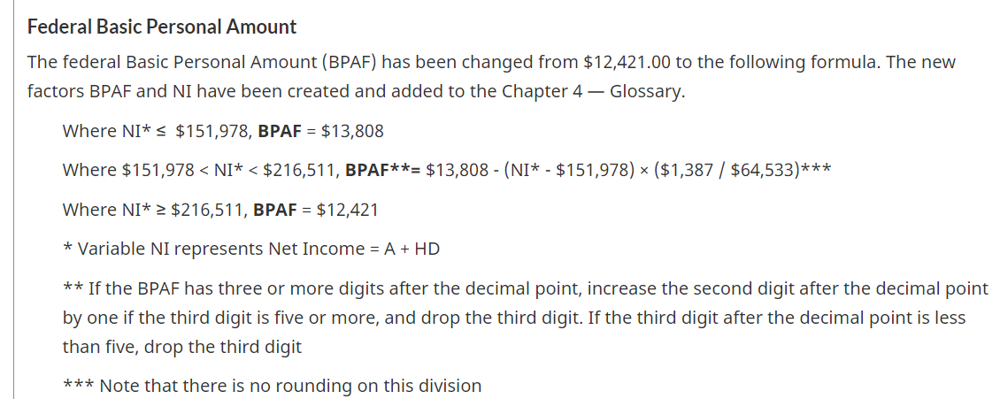 Federal Basic Personal Amount
The federal Basic Personal Amount (BPAF) has been changed from $12,421.00 to the following formula. The new
factors BPAF and NI have been created and added to the Chapter 4 — Glossary.
Where NI* ≤ $151,978, BPAF = $13,808
Where $151,978 < NI* < $216,511, BPAF**= $13,808 - (NI* - $151,978) × ($1,387 / $64,533)***
Where NI* ≥ $216,511, BPAF = $12,421
* Variable NI represents Net Income = A + HD
** If the BPAF has three or more digits after the decimal point, increase the second digit after the decimal point
by one if the third digit is five or more, and drop the third digit. If the third digit after the decimal point is less
than five, drop the third digit
*** Note that there is no rounding on this division